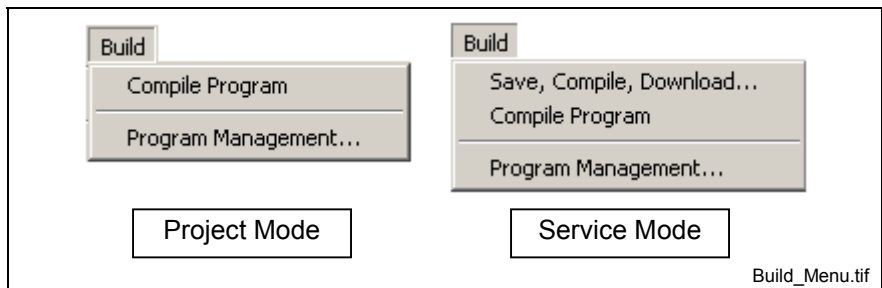 Build
Compile Program
Program Management...
Project Mode
Build
Save, Compile, Download...
Compile Program
Program Management...
Service Mode
Build_Menu.tif